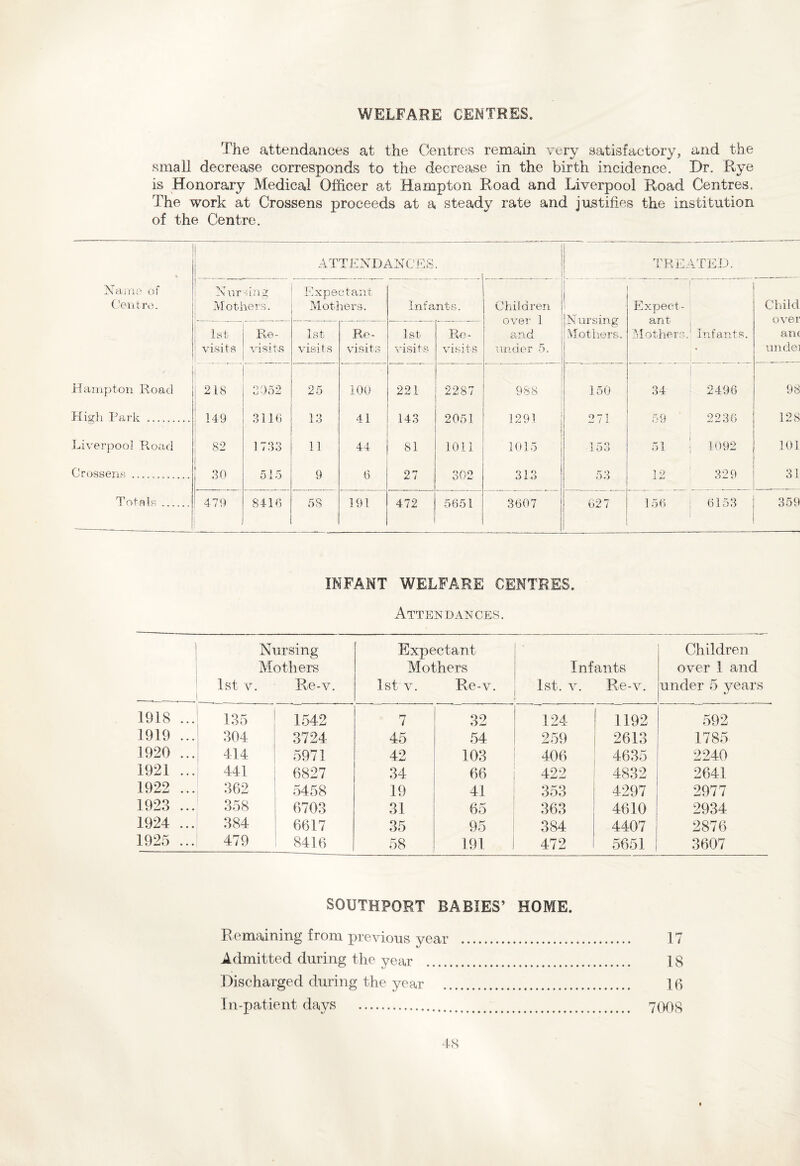 WELFARE CENTRES.
The attendances at the Centres remain very satisfactory, and the
small decrease corresponds to the decrease in the birth incidence. Dr. Rye
is Honorary Medical Officer at Hampton Road and Liverpool Road Centres.
The work at Crossens proceeds at a steady rate and justifies the institution
of the Centre.
Name of Centre. ATTENDANCES. TREATED.
Nursing Mothers. Expectant Mothers. Infants. Children over 1 and under 5. Nursing Mothers. Expectant Mothers. Infants. Child over and under
1st visits Re-visits 1st visits Re-visits 1st visits Re-visits
Hampton Road 218 3052 25 100 221 2287 988 150 34 2496 98
High Park ......... 149 3116 13 41 143 2051 1291 271 59 2236 128
Liverpool Road 82 1733 11 44 81 1011 1015 153 51 1092 101
Crossens ............ 30 515 9 6 27 302 313 53 12 329 31
Totals ...... 479 8416 58 191 472 5651 3607 627 156 6153 359
INFANT WELFARE CENTRES.
ATTENDANCES.
Nursing Mothers Expectant Mothers Infants Children over 1 and under 5 years
1st v. Re-v. 1st v. Re-v. 1st. v. Re-v.
1918 ... 135 1542 7 32 124 1192 592
1919 ... 304 3724 45 54 259 2613 1785
1920 ... 414 5971 42 103 406 4635 2240
1921 ... 441 6827 34 66 422 4832 2641
1922 ... 362 5458 19 41 353 4297 2977
1923 ... 358 6703 31 65 363 4610 2934
1924 ... 384 6617 35 95 384 4407 2876
1925 ... 479 8416 58 191 472 5651 3607
SOUTHPORT BABIES' HOME.
Remaining from previous year .............................. 17
Admitted during the year .................................... 18
Discharged during the year ................................. 16
In-patient days ................................................ 7008
48